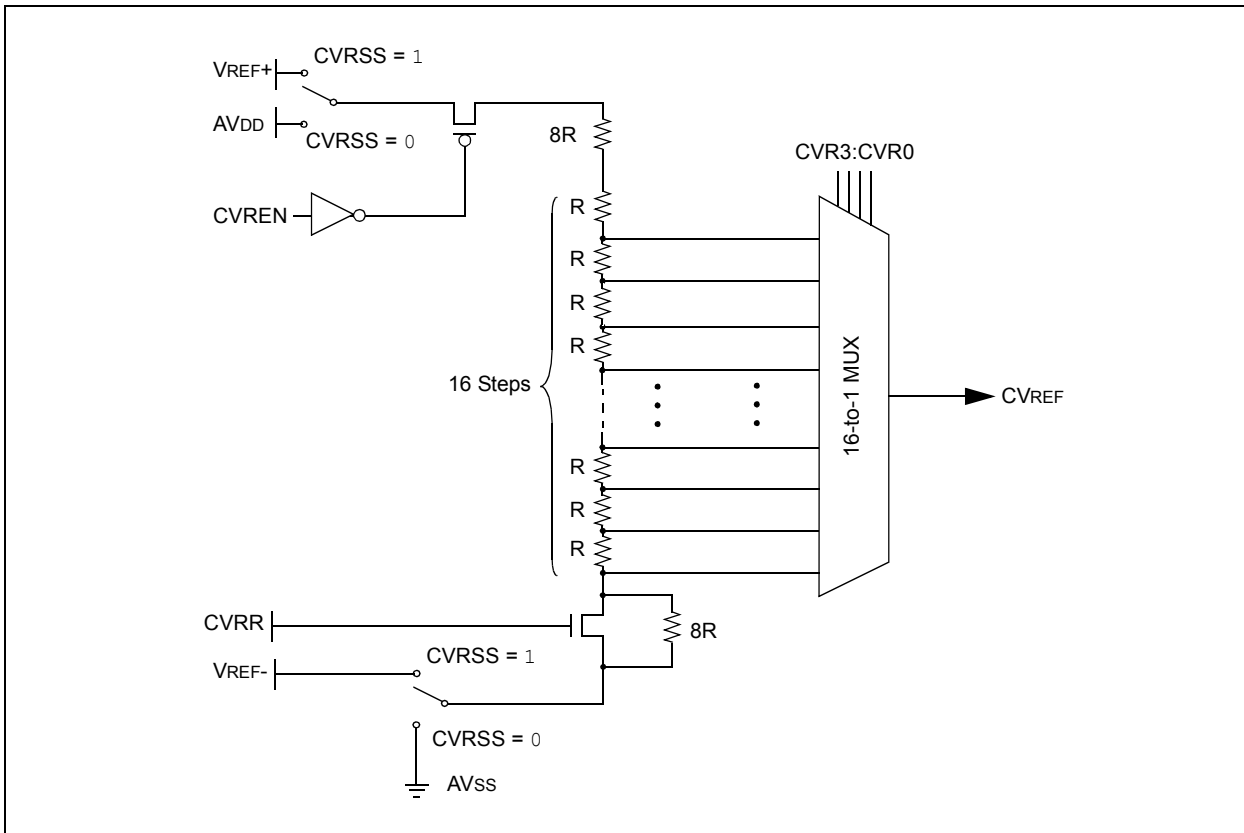 CVRSS = 1
VREF+
AVDD
CVRSS = 0
8R
CVR3:CVR0
CVREN
R
R
R
R
16 Steps
16-to-1 MUX
CVREF
R
R
R
CVRR
8R
CVRSS = 1
VREF-
CVRSS = 0
AVSS